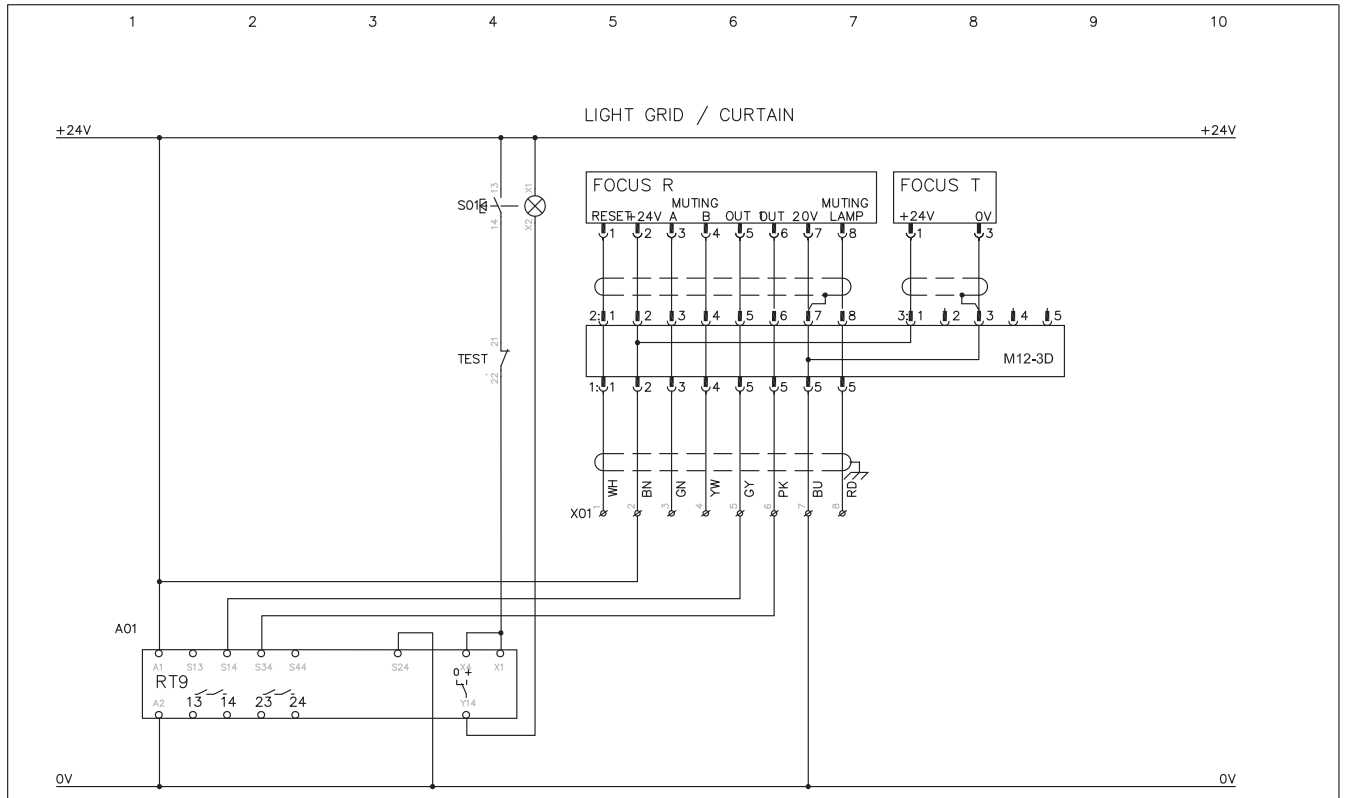 1 2 3 4 5 6 7 8 9 10
LIGHT GRID / CURTAIN
+24V +24V
FOCUS R FOCUS T
MUTING MUTING
RESET +24V A B OUT 1 OUT 20V LAMP +24V 0V
1 2 3 4 5 6 7 8 1 3
13 X1
S01
14 X2
2: 1 2 3 4 5 6 7 8 3: 1 2 3 4 5
M12-3D
21
TEST
22
1: 1 2 3 4 5 5 5 5
WH BN GN YW GY PK BU RD
X01 1 2 3 4 5 6 7 8
A01
A1 S13 S14 S34 S44 S24 X4 X1
RT9
0 +
A2 13 14 23 24 Y14
0V 0V